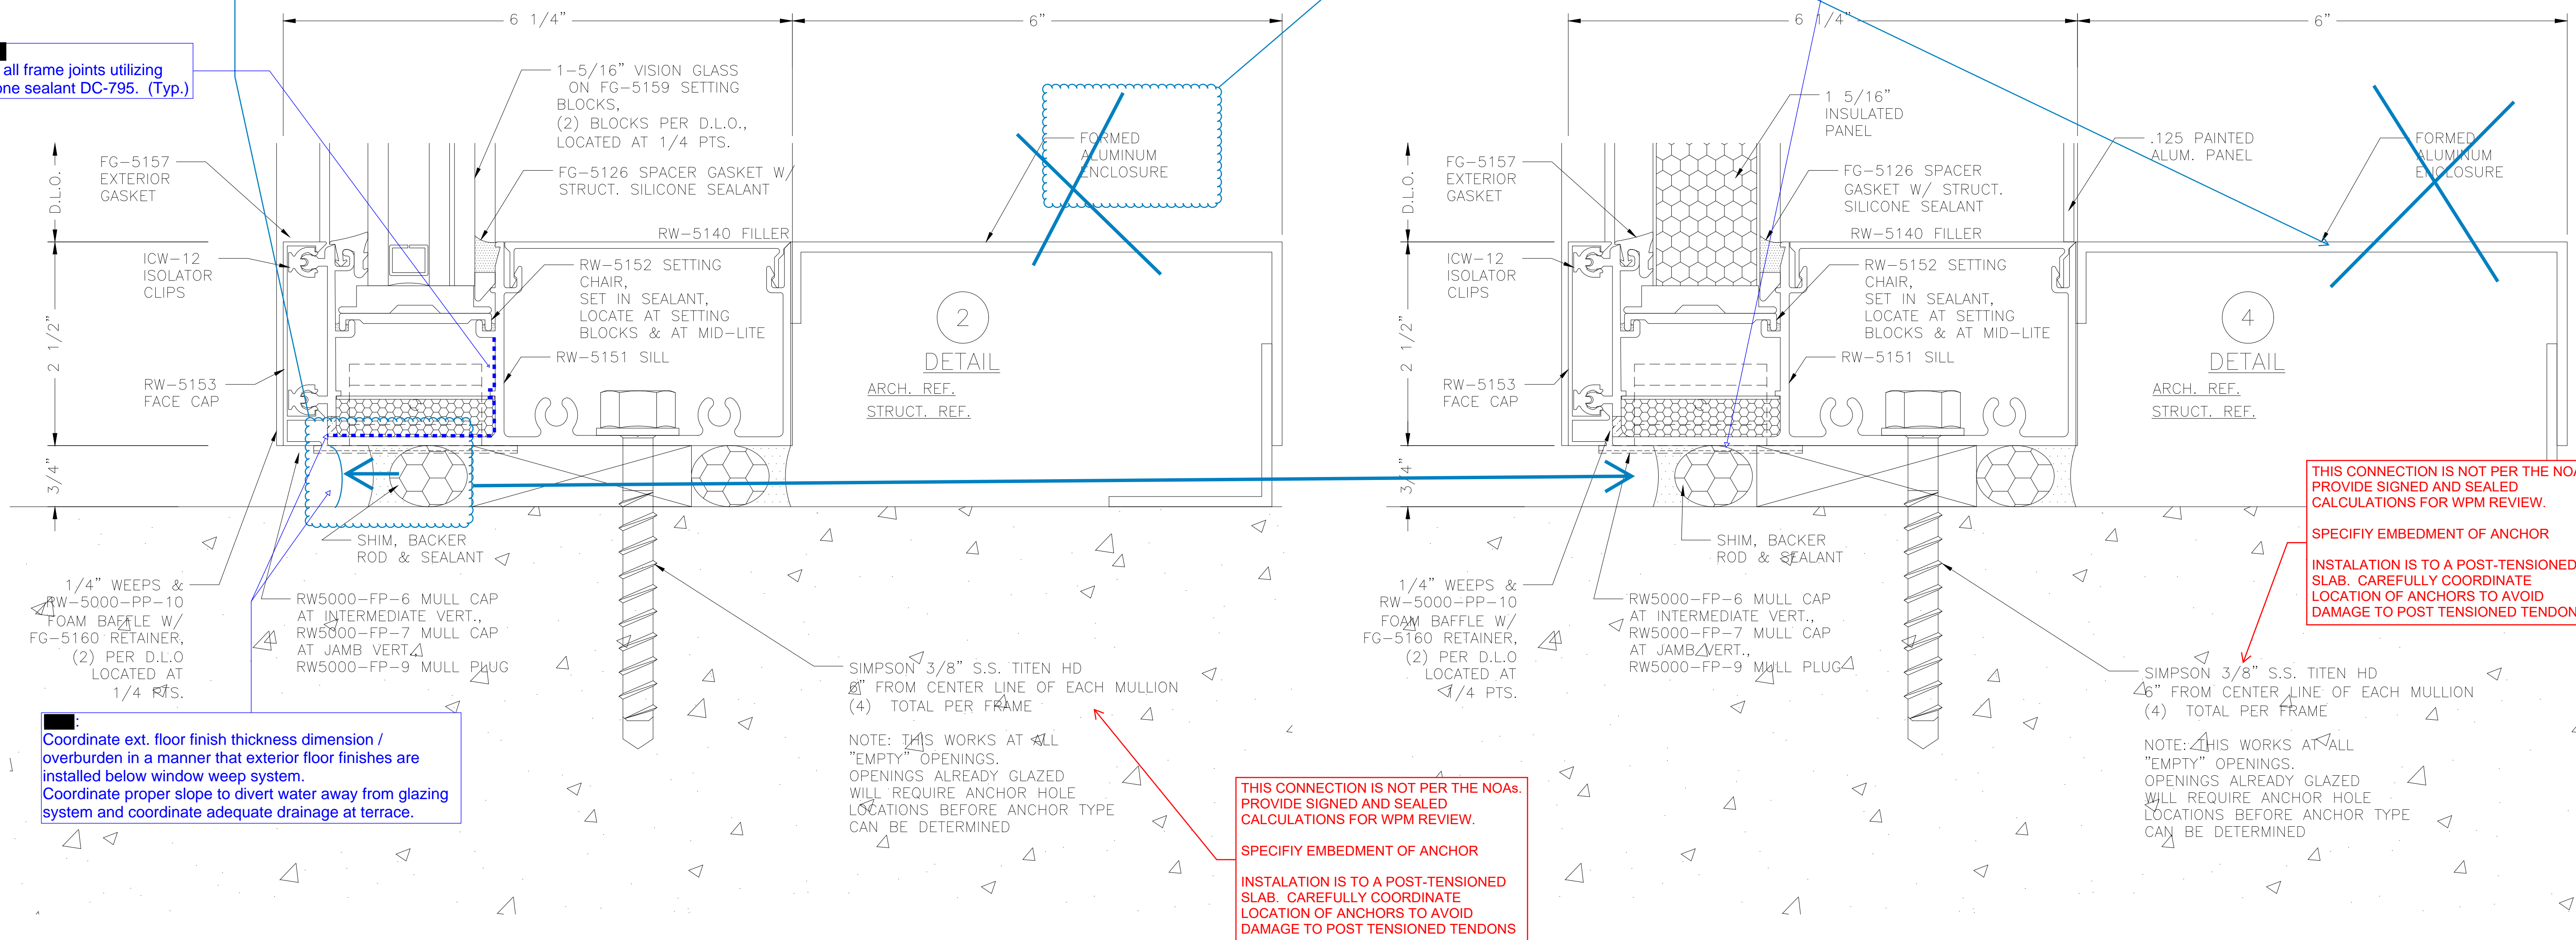 6 1/4"
6"
all frame joints utilizing
one sealant DC-795. (Typ.)
1-5/16" VISION GLASS
ON FG-5159 SETTING
BLOCKS,
(2) BLOCKS PER D.L.O.,
LOCATED AT 1/4 PTS.
FORMED
ALUMINUM
ENCLOSURE
FG-5157
EXTERIOR
GASKET
D.L.O.
FG-5126 SPACER GASKET W/
STRUCT. SILICONE SEALANT
RW-5140 FILLER
ICW-12
ISOLATOR
CLIPS
RW-5152 SETTING
CHAIR,
SET IN SEALANT,
LOCATE AT SETTING
BLOCKS & AT MID-LITE
2 1/2"
RW-5151 SILL
RW-5153
FACE CAP
2
DETAIL
ARCH. REF.
STRUCT. REF.
3/4"
SHIM, BACKER
ROD & SEALANT
1/4" WEEPS &
RW-5000-PP-10
FOAM BAFFLE W/
FG-5160 RETAINER,
(2) PER D.L.O
LOCATED AT
1/4 PTS.
RW5000-FP-6 MULL CAP
AT INTERMEDIATE VERT.,
RW5000-FP-7 MULL CAP
AT JAMB VERT.,
RW5000-FP-9 MULL PLUG
SIMPSON 3/8" S.S. TITEN HD
6" FROM CENTER LINE OF EACH MULLION
(4) TOTAL PER FRAME
NOTE: THIS WORKS AT ALL
"EMPTY" OPENINGS.
OPENINGS ALREADY GLAZED
WILL REQUIRE ANCHOR HOLE
LOCATIONS BEFORE ANCHOR TYPE
CAN BE DETERMINED
:
Coordinate ext. floor finish thickness dimension /
overburden in a manner that exterior floor finishes are
installed below window weep system.
Coordinate proper slope to divert water away from glazing
system and coordinate adequate drainage at terrace.
THIS CONNECTION IS NOT PER THE NOAs.
PROVIDE SIGNED AND SEALED
CALCULATIONS FOR WPM REVIEW.
SPECIFIY EMBEDMENT OF ANCHOR
INSTALATION IS TO A POST-TENSIONED
SLAB. CAREFULLY COORDINATE
LOCATION OF ANCHORS TO AVOID
DAMAGE TO POST TENSIONED TENDONS
6 1/4"
6"
1 5/16"
INSULATED
PANEL
.125 PAINTED
ALUM. PANEL
FORMED
ALUMINUM
ENCLOSURE
FG-5157
EXTERIOR
GASKET
D.L.O.
FG-5126 SPACER
GASKET W/ STRUCT.
SILICONE SEALANT
RW-5140 FILLER
ICW-12
ISOLATOR
CLIPS
RW-5152 SETTING
CHAIR,
SET IN SEALANT,
LOCATE AT SETTING
BLOCKS & AT MID-LITE
2 1/2"
RW-5151 SILL
RW-5153
FACE CAP
4
DETAIL
ARCH. REF.
STRUCT. REF.
3/4"
SHIM, BACKER
ROD & SEALANT
1/4" WEEPS &
RW-5000-PP-10
FOAM BAFFLE W/
FG-5160 RETAINER,
(2) PER D.L.O
LOCATED AT
1/4 PTS.
RW5000-FP-6 MULL CAP
AT INTERMEDIATE VERT.,
RW5000-FP-7 MULL CAP
AT JAMB VERT.,
RW5000-FP-9 MULL PLUG
SIMPSON 3/8" S.S. TITEN HD
6" FROM CENTER LINE OF EACH MULLION
(4) TOTAL PER FRAME
NOTE: THIS WORKS AT ALL
"EMPTY" OPENINGS.
OPENINGS ALREADY GLAZED
WILL REQUIRE ANCHOR HOLE
LOCATIONS BEFORE ANCHOR TYPE
CAN BE DETERMINED
THIS CONNECTION IS NOT PER THE NOA
PROVIDE SIGNED AND SEALED
CALCULATIONS FOR WPM REVIEW.
SPECIFIY EMBEDMENT OF ANCHOR
INSTALATION IS TO A POST-TENSIONED
SLAB. CAREFULLY COORDINATE
LOCATION OF ANCHORS TO AVOID
DAMAGE TO POST TENSIONED TENDON